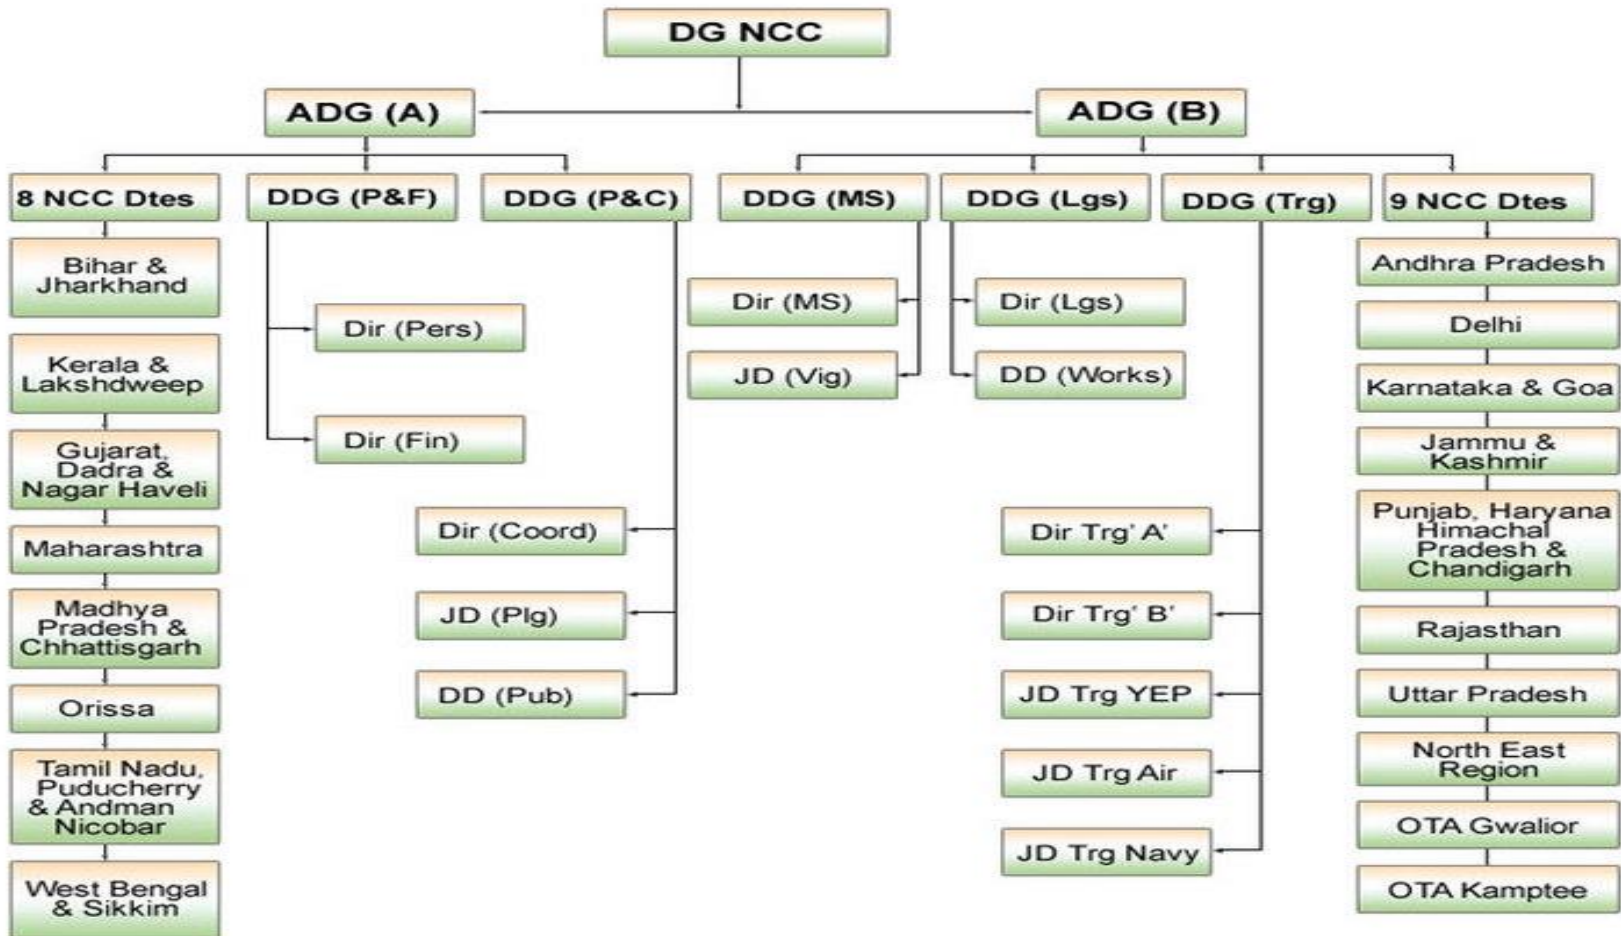 DG NCC
ADG (A)
ADG (B)
8 NCC Dtes
DDG (P&F)
DDG (P&C)
DDG (MS)
DDG (Lgs)
DDG (Trg)
9 NCC Dtes
Bihar &
Jharkhand
Kerala &
Lakshdweep
Gujarat,
Dadra &
Nagar Haveli
Maharashtra
Madhya
Pradesh &
Chhattisgarh
Orissa
Tamil Nadu,
Puducherry
& Andman
Nicobar
West Bengal
& Sikkim
Dir (Pers)
Dir (Fin)
Dir (Coord)
JD (Plg)
DD (Pub)
Dir (MS)
JD (Vig)
Dir (Lgs)
DD (Works)
Dir Trg' A'
Dir Trg' B'
JD Trg YEP
JD Trg Air
JD Trg Navy
Andhra Pradesh
Delhi
Karnataka & Goa
Jammu &
Kashmir
Punjab, Haryana
Himachal
Pradesh &
Chandigarh
Rajasthan
Uttar Pradesh
North East
Region
OTA Gwalior
OTA Kamptee